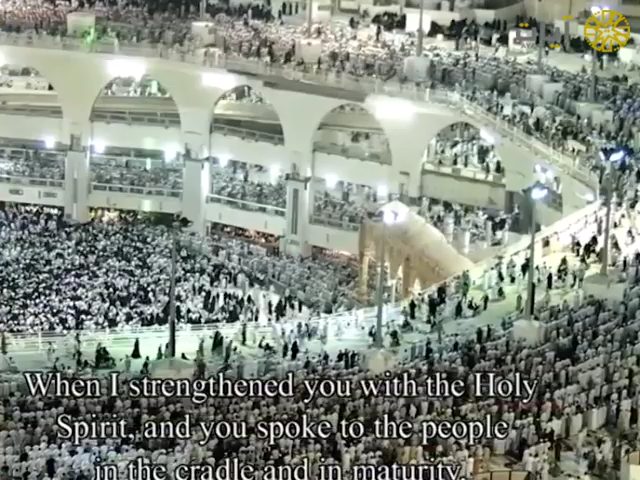 When I strengthened you with the Holy
Spirit, and you spoke to the people
in the cradle and in maturity.